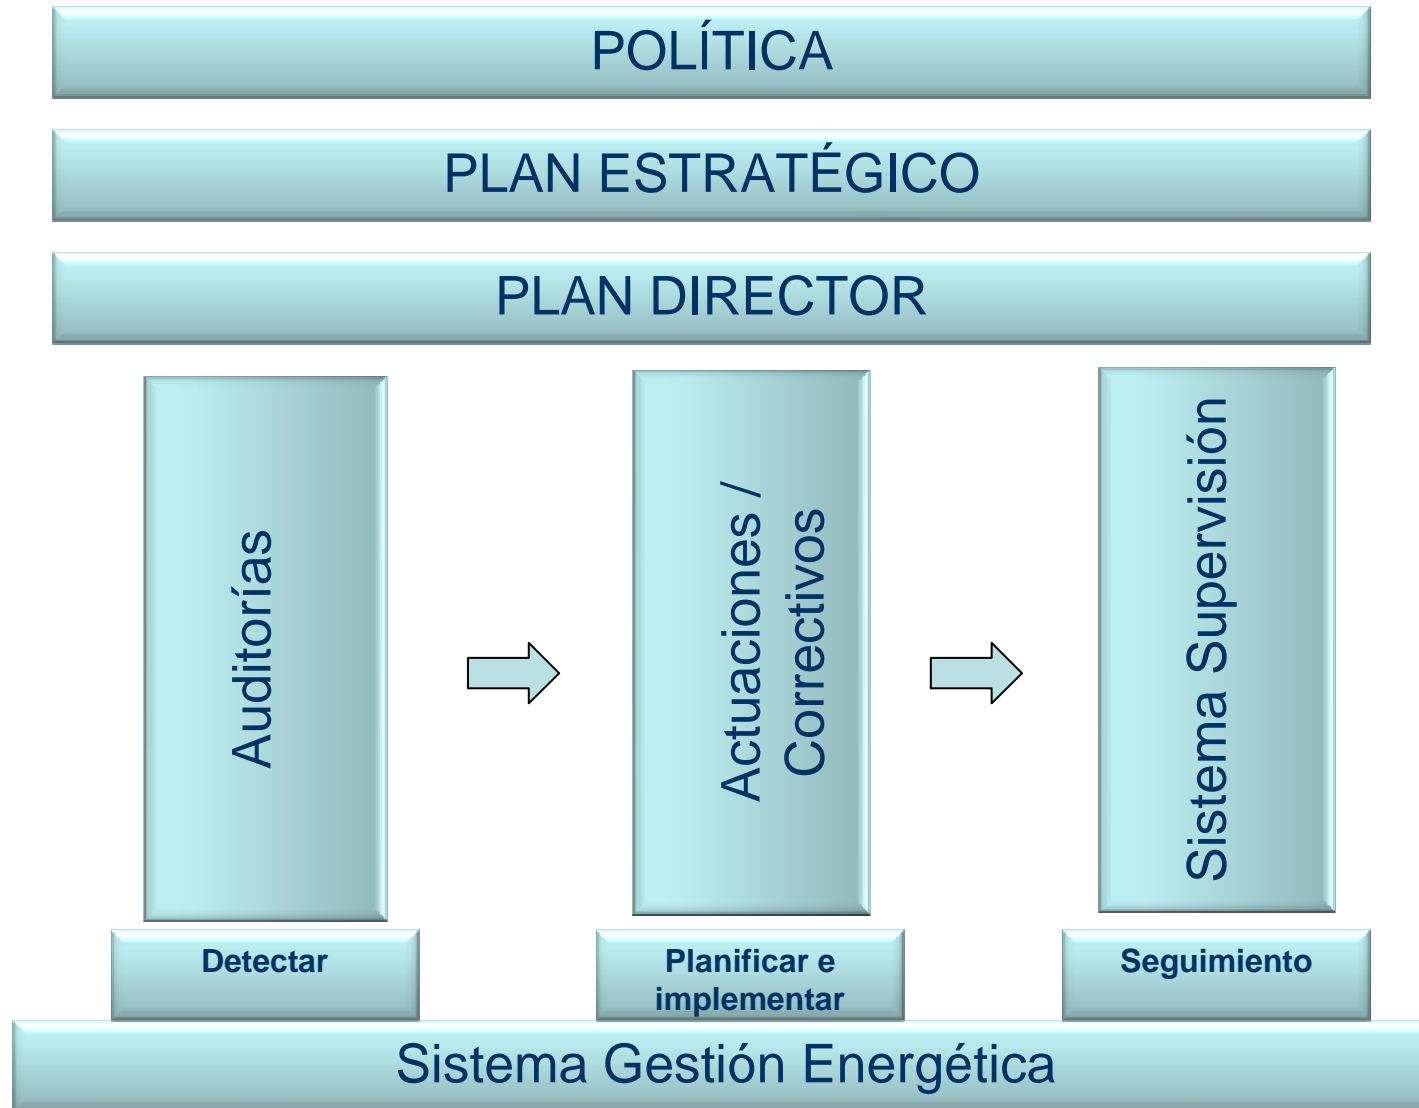 POLÍTICA
PLAN ESTRATÉGICO
PLAN DIRECTOR
Auditorías
Actuaciones /
Correctivos
Sistema Supervisión
Detectar
Planificar e
implementar
Seguimiento
Sistema Gestión Energética